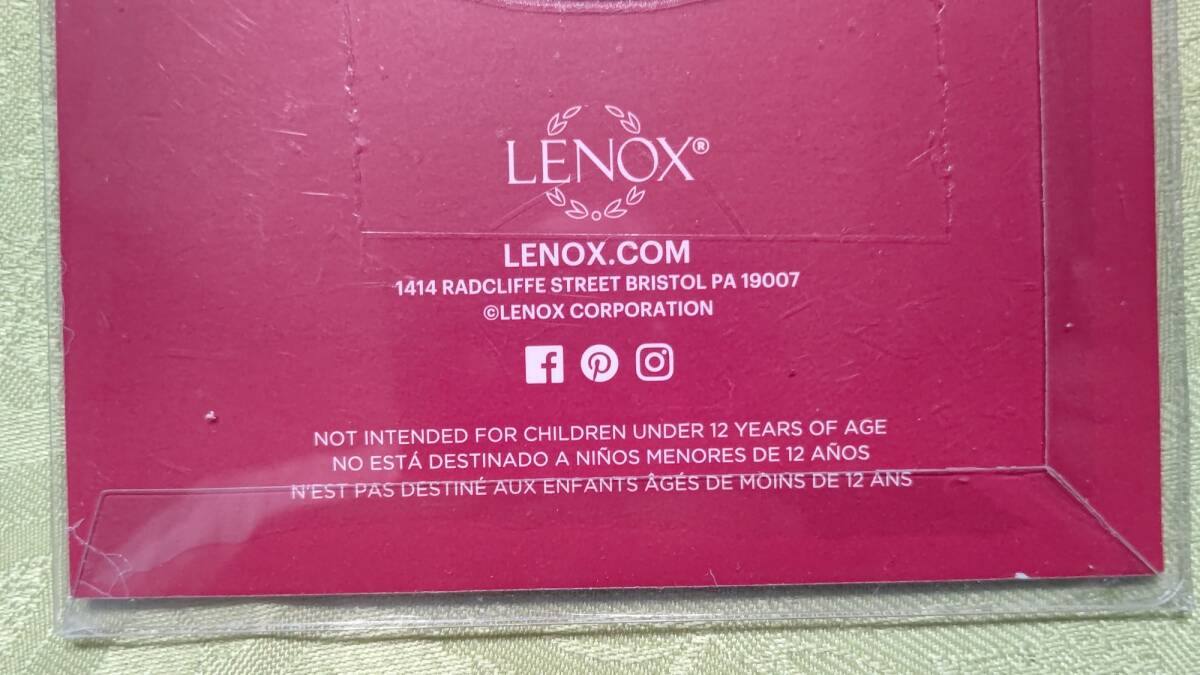 LENOX®
LENOX.COM
1414 RADCLIFFE STREET BRISTOL PA 19007
©LENOX CORPORATION
NOT INTENDED FOR CHILDREN UNDER 12 YEARS OF AGE
NO ESTÁ DESTINADO A NIÑOS MENORES DE 12 AÑOS
N'EST PAS DESTINÉ AUX ENFANTS ÂGÉS DE MOINS DE 12 ANS